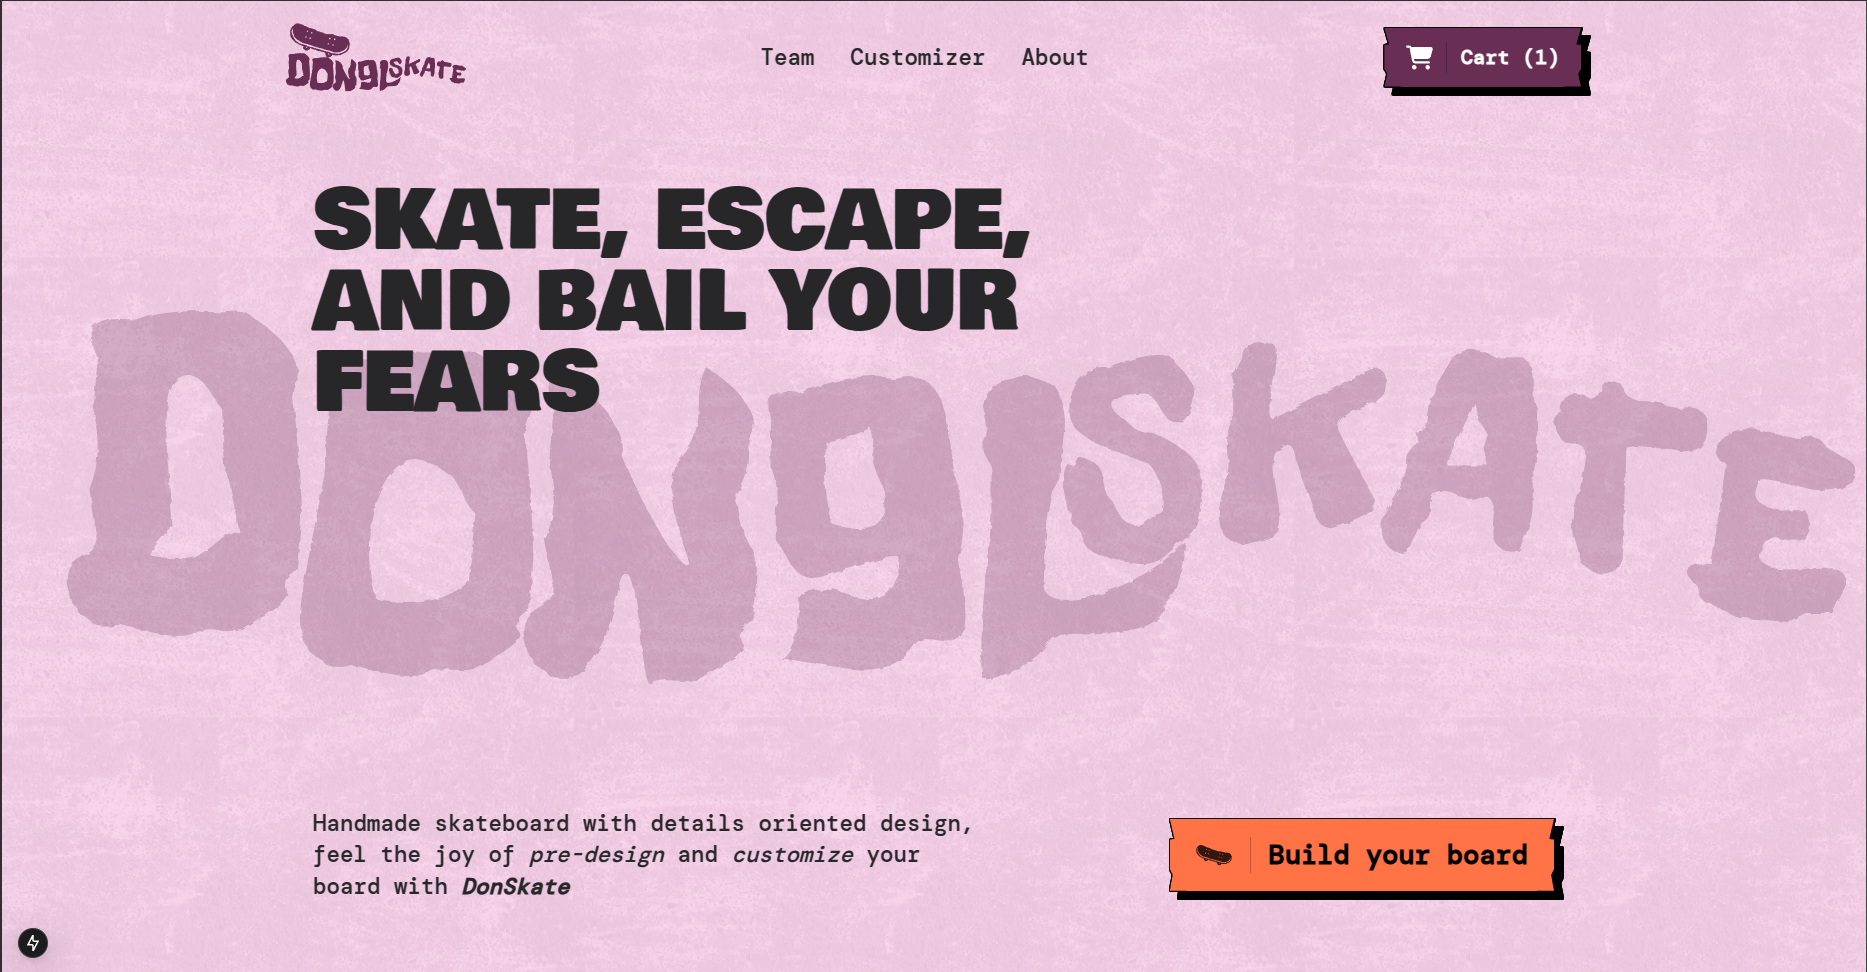 DONGLSKATE
Team Customizer About
Cart (1)
SKATE, ESCAPE,
AND BAIL YOUR
FEARS
DONGLSKATE
Handmade skateboard with details oriented design,
feel the joy of pre-design and customize your
board with DonSkate
Build your board